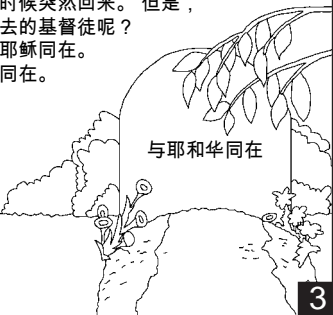 时候突然回来。 但是，
去的基督徒呢？
耶稣同在。
同在。
与耶和华同在
3